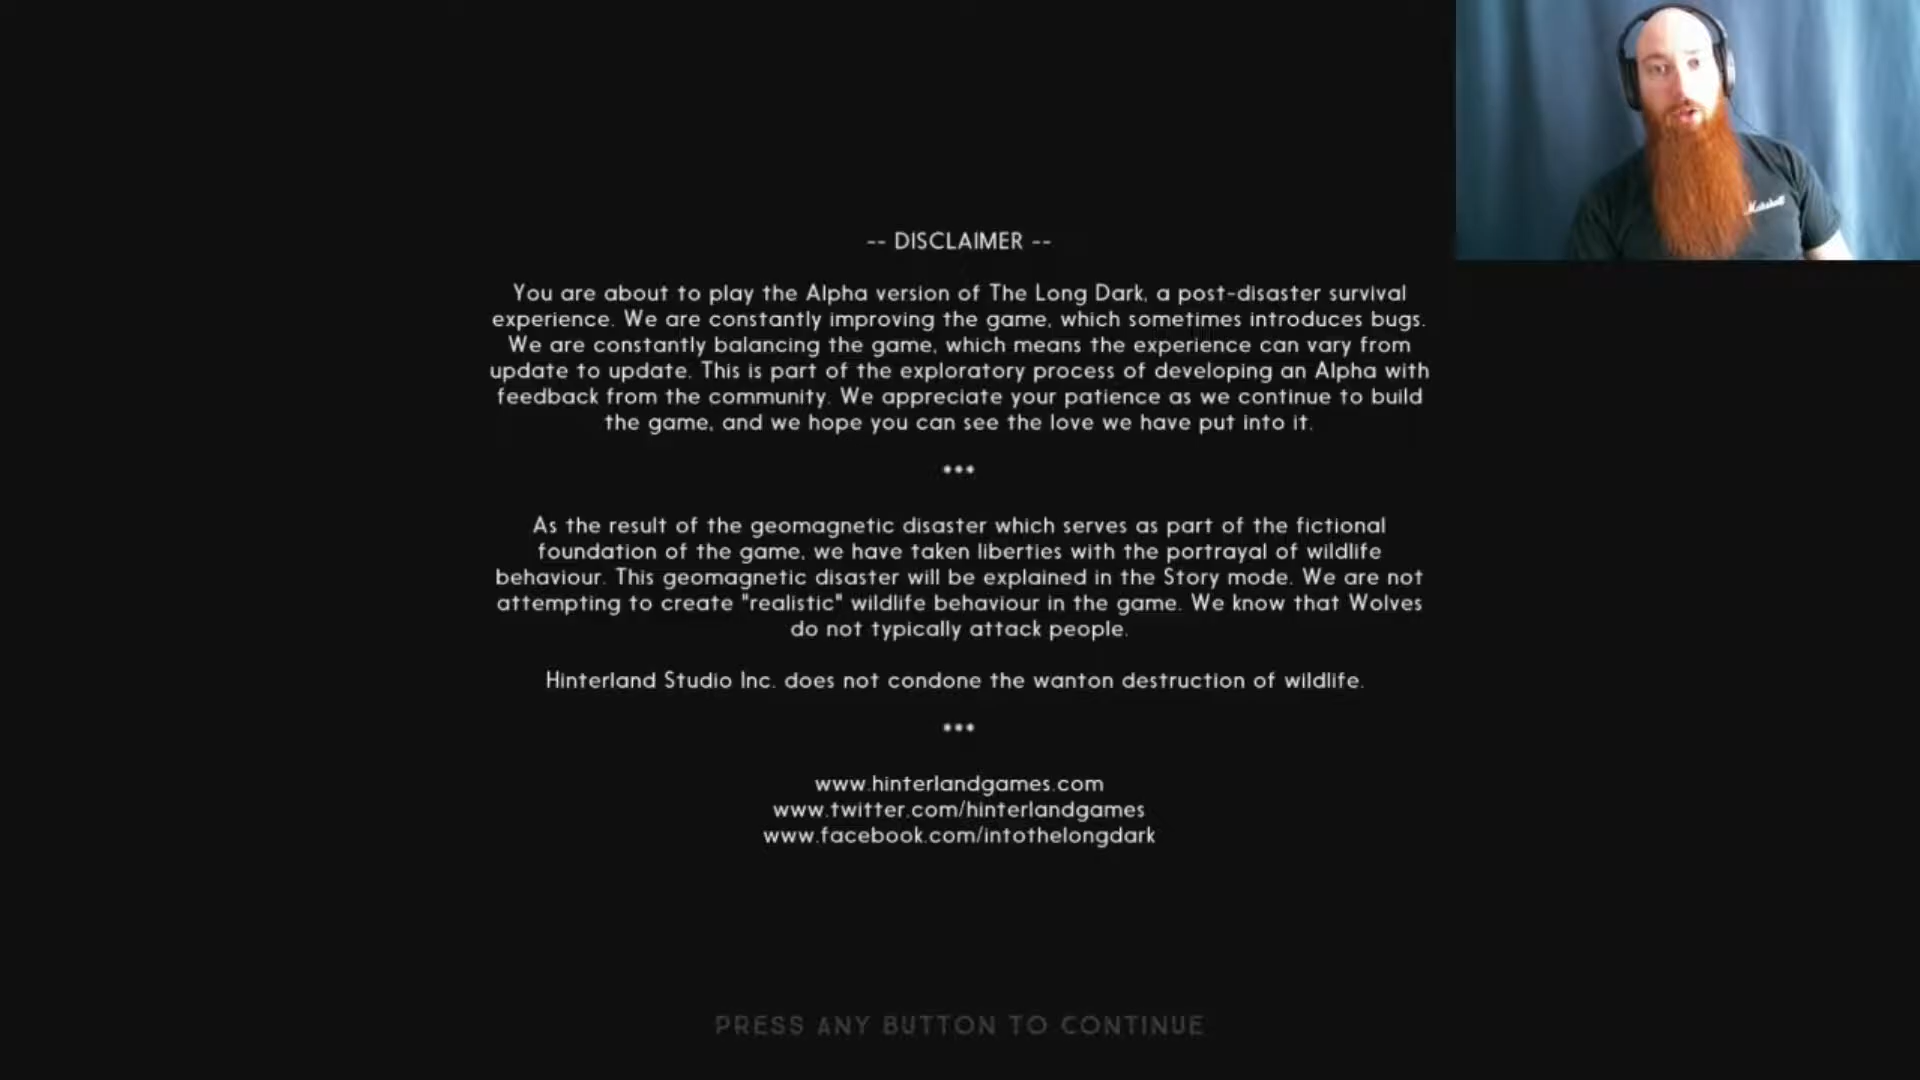 Marshall
-- DISCLAIMER --
You are about to play the Alpha version of The Long Dark, a post-disaster survival
experience. We are constantly improving the game, which sometimes introduces bugs.
We are constantly balancing the game, which means the experience can vary from
update to update. This is part of the exploratory process of developing an Alpha with
feedback from the community. We appreciate your patience as we continue to build
the game, and we hope you can see the love we have put into it.
***
As the result of the geomagnetic disaster which serves as part of the fictional
foundation of the game, we have taken liberties with the portrayal of wildlife
behaviour. This geomagnetic disaster will be explained in the Story mode. We are not
attempting to create "realistic" wildlife behaviour in the game. We know that Wolves
do not typically attack people.
Hinterland Studio Inc. does not condone the wanton destruction of wildlife.
***
www.hinterlandgames.com
www.twitter.com/hinterlandgames
www.facebook.com/intothelongdark
PRESS ANY BUTTON TO CONTINUE